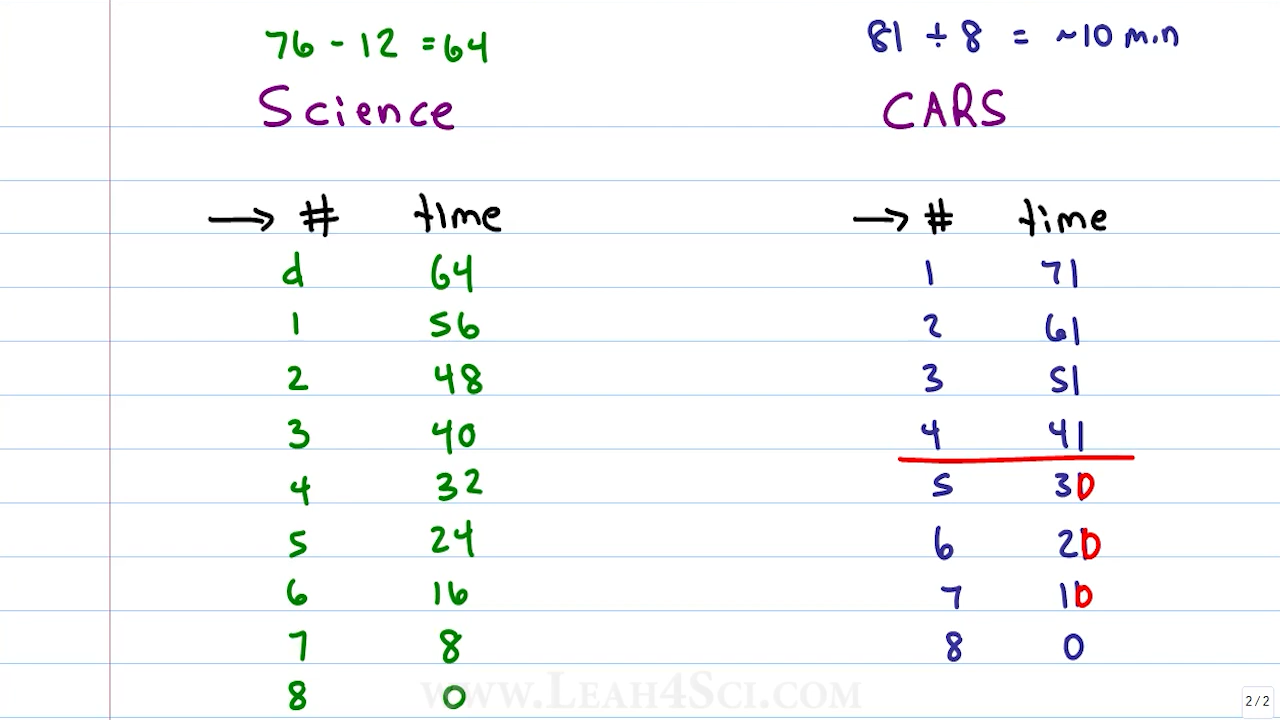 76 - 12 = 64
81 ÷ 8 = ~10 min
Science
CARS
→ # time
d 64
1 56
2 48
3 40
4 32
5 24
6 16
7 8
8 0
→ # time
1 71
2 61
3 51
4 41
5 30
6 20
7 10
8 0
www.Leah4Sci.com
2/2